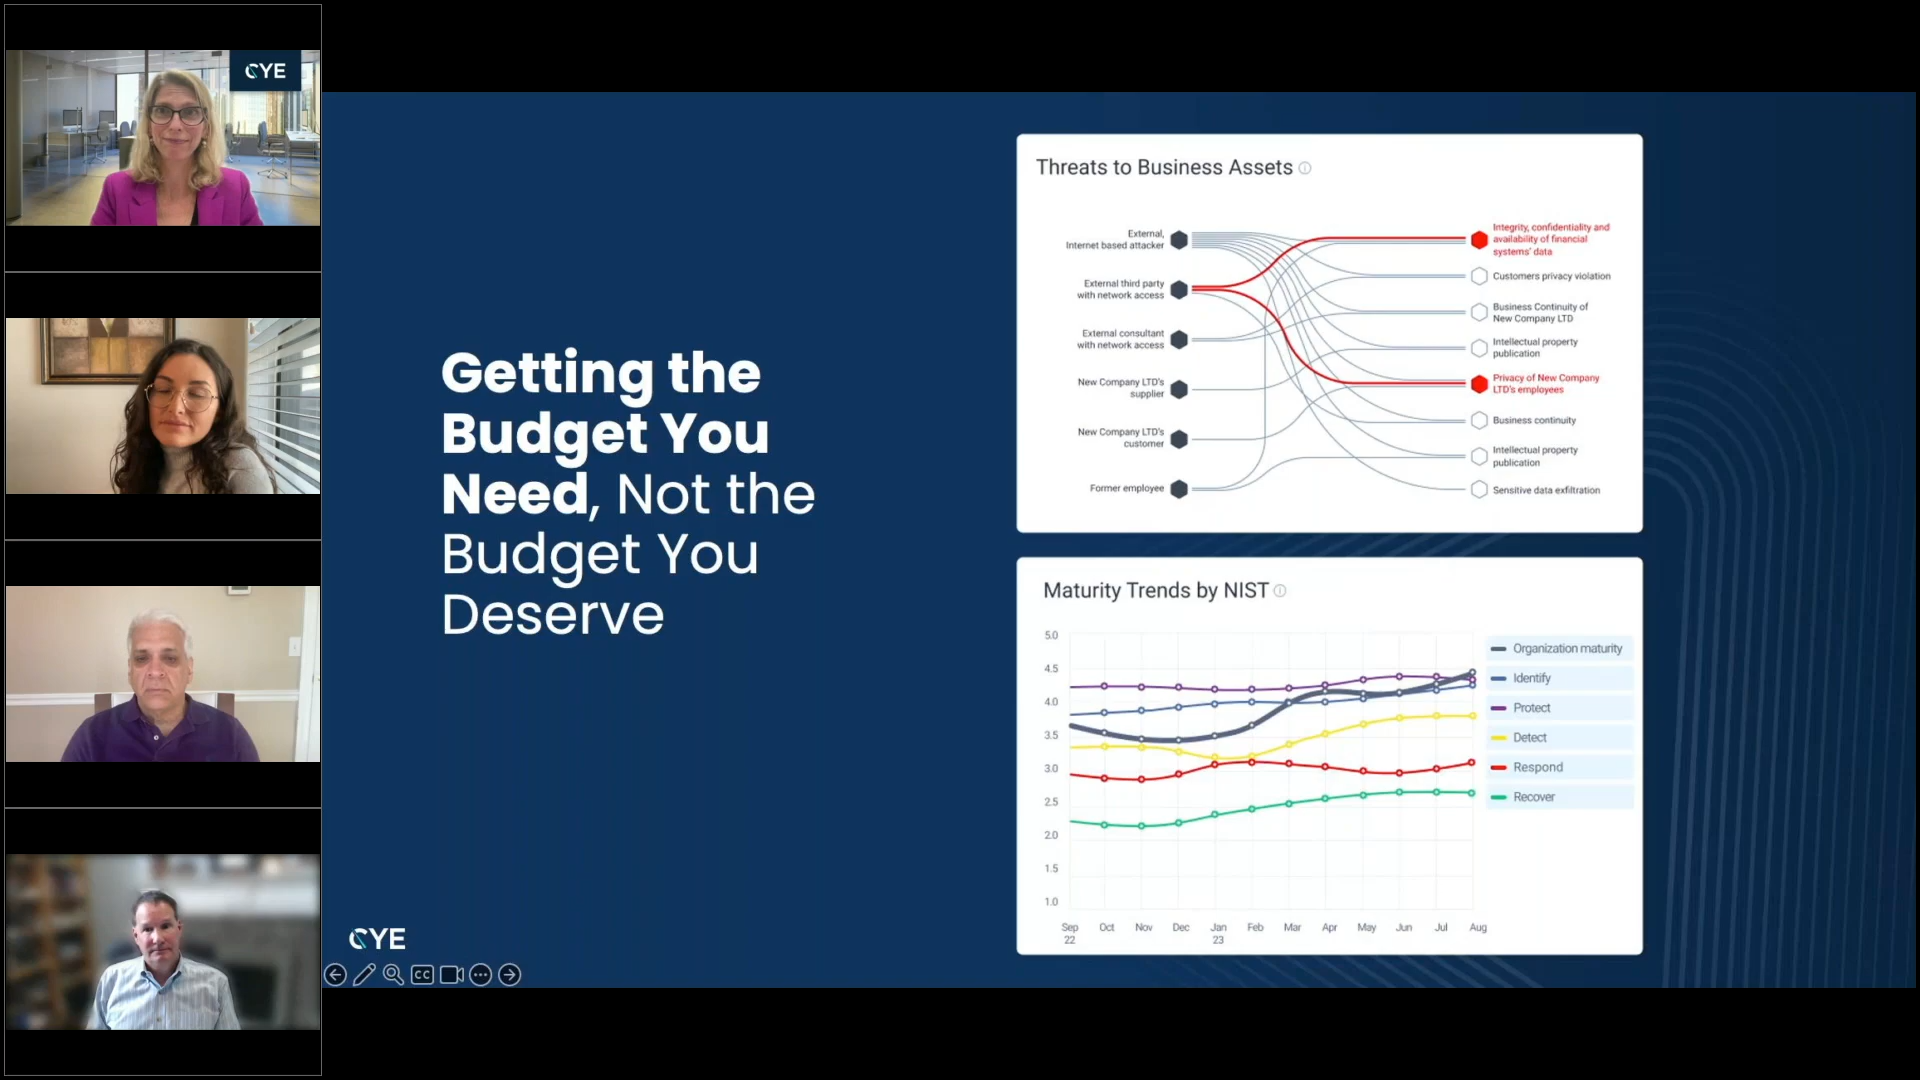 CYE
Getting the
Budget You
Need, Not the
Budget You
Deserve
Threats to Business Assets
External,
Internet based attacker
External third party
with network access
External consultant
with network access
New Company LTD's
supplier
New Company LTD's
customer
Former employee
Integrity, confidentiality and
availability of financial
systems' data
Customers privacy violation
Business Continuity of
New Company LTD
Intellectual property
publication
Privacy of New Company
LTD's employees
Business continuity
Intellectual property
publication
Sensitive data exfiltration
Maturity Trends by NIST
5.0
4.5
4.0
3.5
3.0
2.5
2.0
1.5
1.0
Sep
22
Oct
Nov
Dec
Jan
23
Feb
Mar
Apr
May
Jun
Jul
Aug
Organization maturity
Identify
Protect
Detect
Respond
Recover
CYE
CC